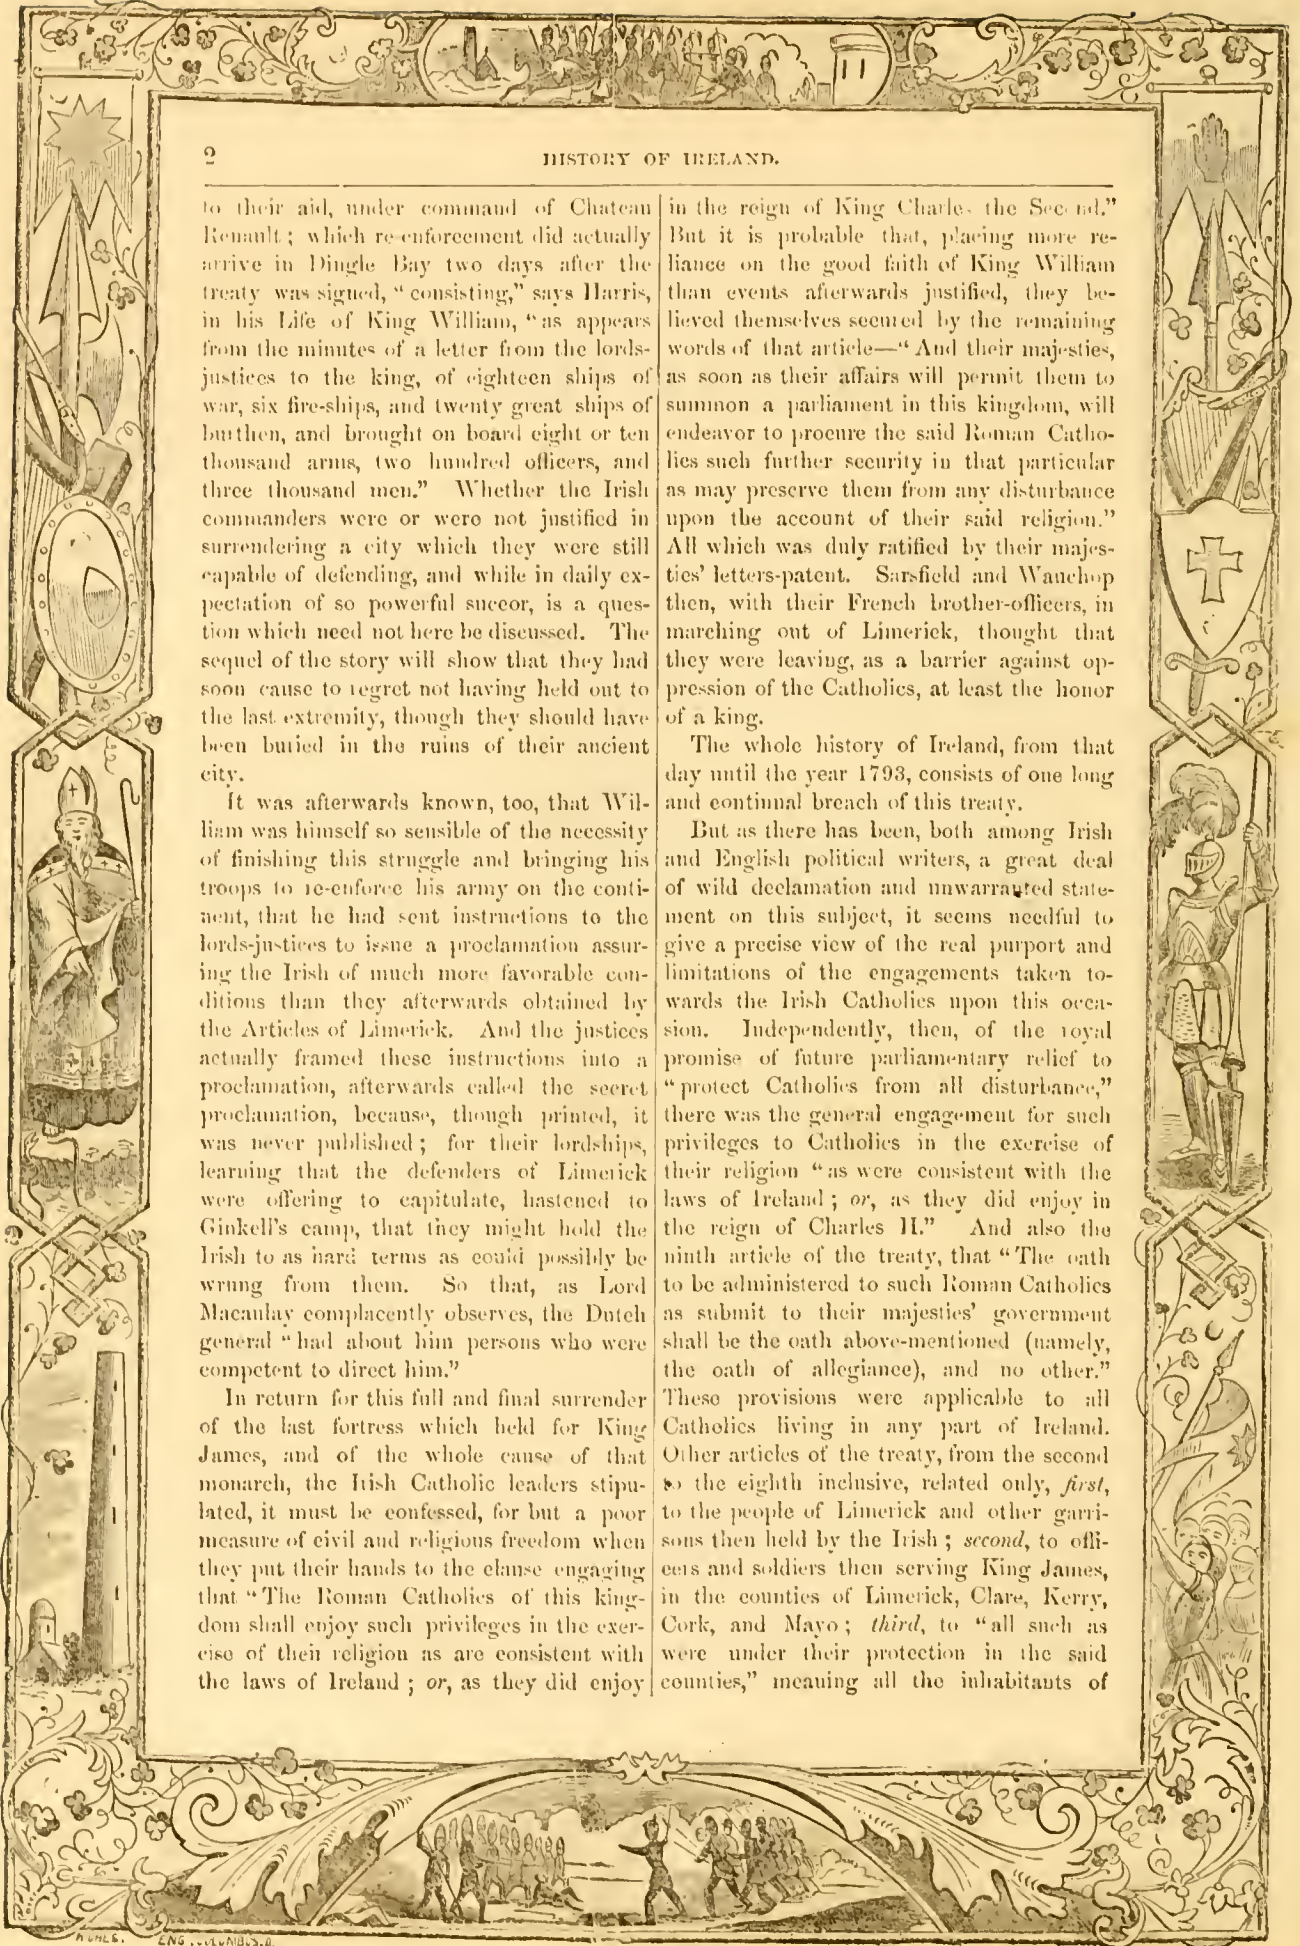 2
HISTORY OF IRELAND.
to their aid, under command of Chateau
Renault; which re-enforcement did actually
arrive in Dingle Bay two days after the
treaty was signed, “consisting,” says Harris,
in his Life of King William, “as appears
from the minutes of a letter from the lords-
justices to the king, of eighteen ships of
war, six fire-ships, and twenty great ships of
burthen, and brought on board eight or ten
thousand arms, two hundred officers, and
three thousand men.” Whether the Irish
commanders were or were not justified in
surrendering a city which they were still
capable of defending, and while in daily ex-
pectation of so powerful succor, is a ques-
tion which need not here be discussed. The
sequel of the story will show that they had
soon cause to regret not having held out to
the last extremity, though they should have
been buried in the ruins of their ancient
city.
It was afterwards known, too, that Wil-
liam was himself so sensible of the necessity
of finishing this struggle and bringing his
troops to re-enforce his army on the conti-
nent, that he had sent instructions to the
lords-justices to issue a proclamation assur-
ing the Irish of much more favorable con-
ditions than they afterwards obtained by
the Articles of Limerick. And the justices
actually framed these instructions into a
proclamation, afterwards called the secret
proclamation, because, though printed, it
was never published; for their lordships,
learning that the defenders of Limerick
were offering to capitulate, hastened to
Ginkell’s camp, that they might hold the
Irish to as hard terms as could possibly be
wrung from them. So that, as Lord
Macaulay complacently observes, the Dutch
general “had about him persons who were
competent to direct him.”
In return for this full and final surrender
of the last fortress which held for King
James, and of the whole cause of that
monarch, the Irish Catholic leaders stipu-
lated, it must be confessed, for but a poor
measure of civil and religious freedom when
they put their hands to the clause engaging
that “The Roman Catholics of this king-
dom shall enjoy such privileges in the exer-
cise of their religion as are consistent with
the laws of Ireland; or, as they did enjoy
in the reign of King Charles the Second.”
But it is probable that, placing more re-
liance on the good faith of King William
than events afterwards justified, they be-
lieved themselves secured by the remaining
words of that article—“And their majesties,
as soon as their affairs will permit them to
summon a parliament in this kingdom, will
endeavor to procure the said Roman Catho-
lics such further security in that particular
as may preserve them from any disturbance
upon the account of their said religion.”
All which was duly ratified by their majes-
ties’ letters-patent. Sarsfield and Wauchop
then, with their French brother-officers, in
marching out of Limerick, thought that
they were leaving, as a barrier against op-
pression of the Catholics, at least the honor
of a king.
The whole history of Ireland, from that
day until the year 1793, consists of one long
and continual breach of this treaty.
But as there has been, both among Irish
and English political writers, a great deal
of wild declamation and unwarranted state-
ment on this subject, it seems needful to
give a precise view of the real purport and
limitations of the engagements taken to-
wards the Irish Catholics upon this occa-
sion. Independently, then, of the royal
promise of future parliamentary relief to
“protect Catholics from all disturbance,”
there was the general engagement for such
privileges to Catholics in the exercise of
their religion “as were consistent with the
laws of Ireland; or, as they did enjoy in
the reign of Charles II.” And also the
ninth article of the treaty, that “The oath
to be administered to such Roman Catholics
as submit to their majesties’ government
shall be the oath above-mentioned (namely,
the oath of allegiance), and no other.”
These provisions were applicable to all
Catholics living in any part of Ireland.
Other articles of the treaty, from the second
to the eighth inclusive, related only, first,
to the people of Limerick and other garri-
sons then held by the Irish; second, to offi-
cers and soldiers then serving King James,
in the counties of Limerick, Clare, Kerry,
Cork, and Mayo; third, to “all such as
were under their protection in the said
counties,” meaning all the inhabitants of
ENG. COLUMBUS.O.